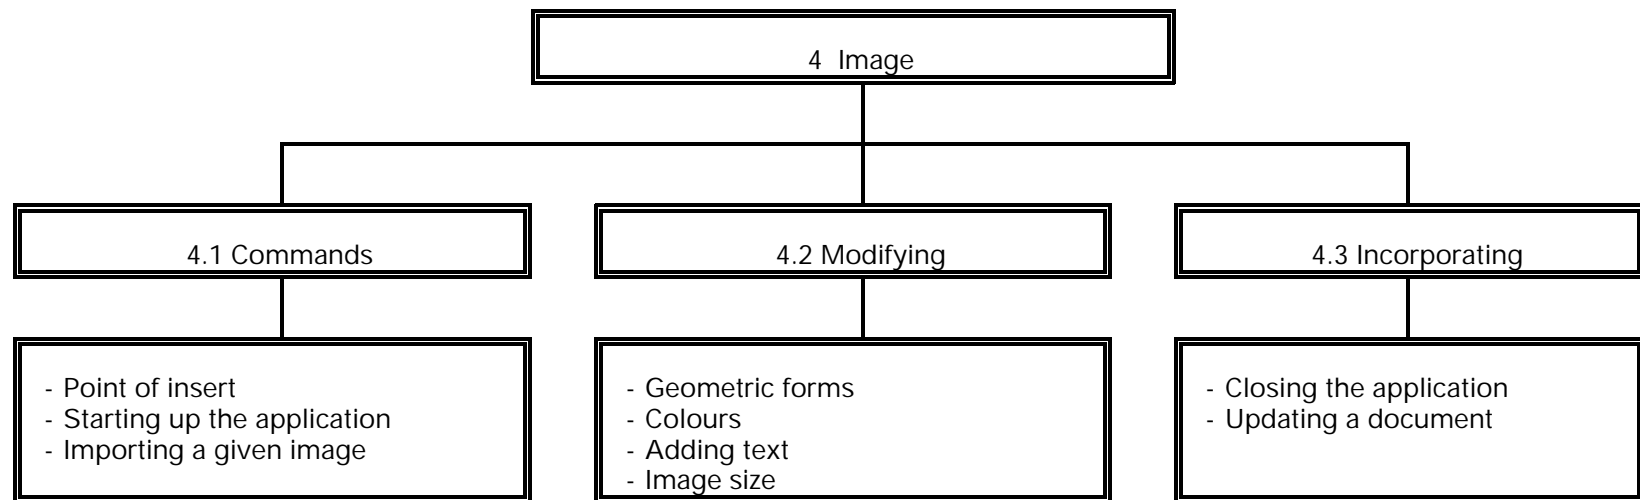 4 Image
4.1 Commands
4.2 Modifying
4.3 Incorporating
- Point of insert
- Starting up the application
- Importing a given image
- Geometric forms
- Colours
- Adding text
- Image size
- Closing the application
- Updating a document